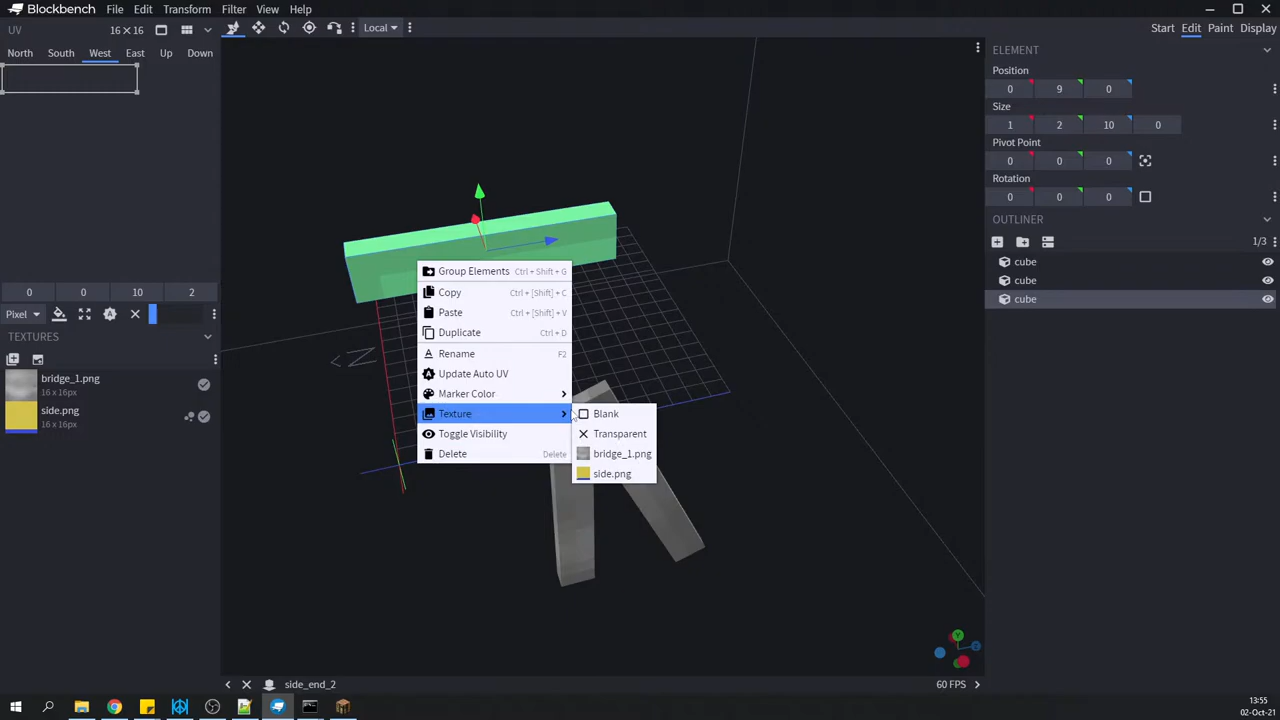 Blockbench File Edit Transform Filter View Help
UV 16×16 Local Start Edit Paint Display
North South West East Up Down
ELEMENT
Position
0 9 0
Size
1 2 10 0
Pivot Point
0 0 0
Rotation
0 0 0
OUTLINER
1/3
cube
cube
cube
0 0 10 2
Pixel
TEXTURES
bridge_1.png
16 x 16px
side.png
16 x 16px
Group Elements Ctrl + Shift + G
Copy Ctrl + [Shift] + C
Paste Ctrl + [Shift] + V
Duplicate Ctrl + D
Rename F2
Update Auto UV
Marker Color
Texture
Toggle Visibility
Delete Delete
Blank
Transparent
bridge_1.png
side.png
N
Y
Z
side_end_2 60 FPS
13:55
02-Oct-21